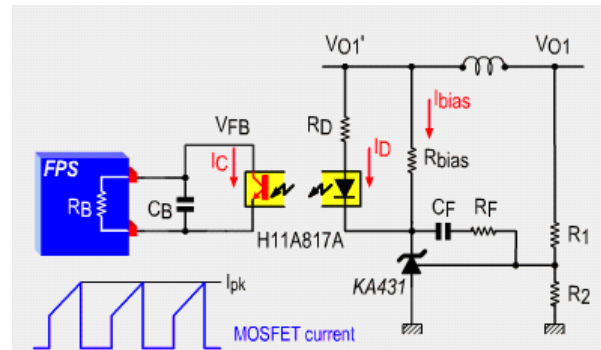 VO1'
VO1
Ibias
RD
VFB
IC
ID
Rbias
FPS
RB
CB
CF
RF
H11A817A
R1
KA431
R2
Ipk
MOSFET current